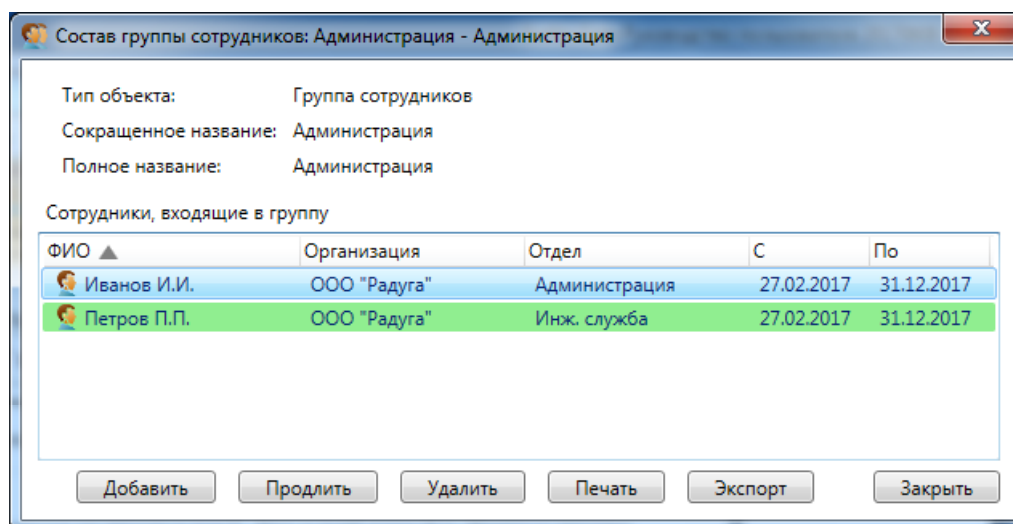 Состав группы сотрудников: Администрация - Администрация
Тип объекта: Группа сотрудников
Сокращенное название: Администрация
Полное название: Администрация
Сотрудники, входящие в группу
ФИО Организация Отдел С По
Иванов И.И. ООО "Радуга" Администрация 27.02.2017 31.12.2017
Петров П.П. ООО "Радуга" Инж. служба 27.02.2017 31.12.2017
Добавить Продлить Удалить Печать Экспорт Закрыть